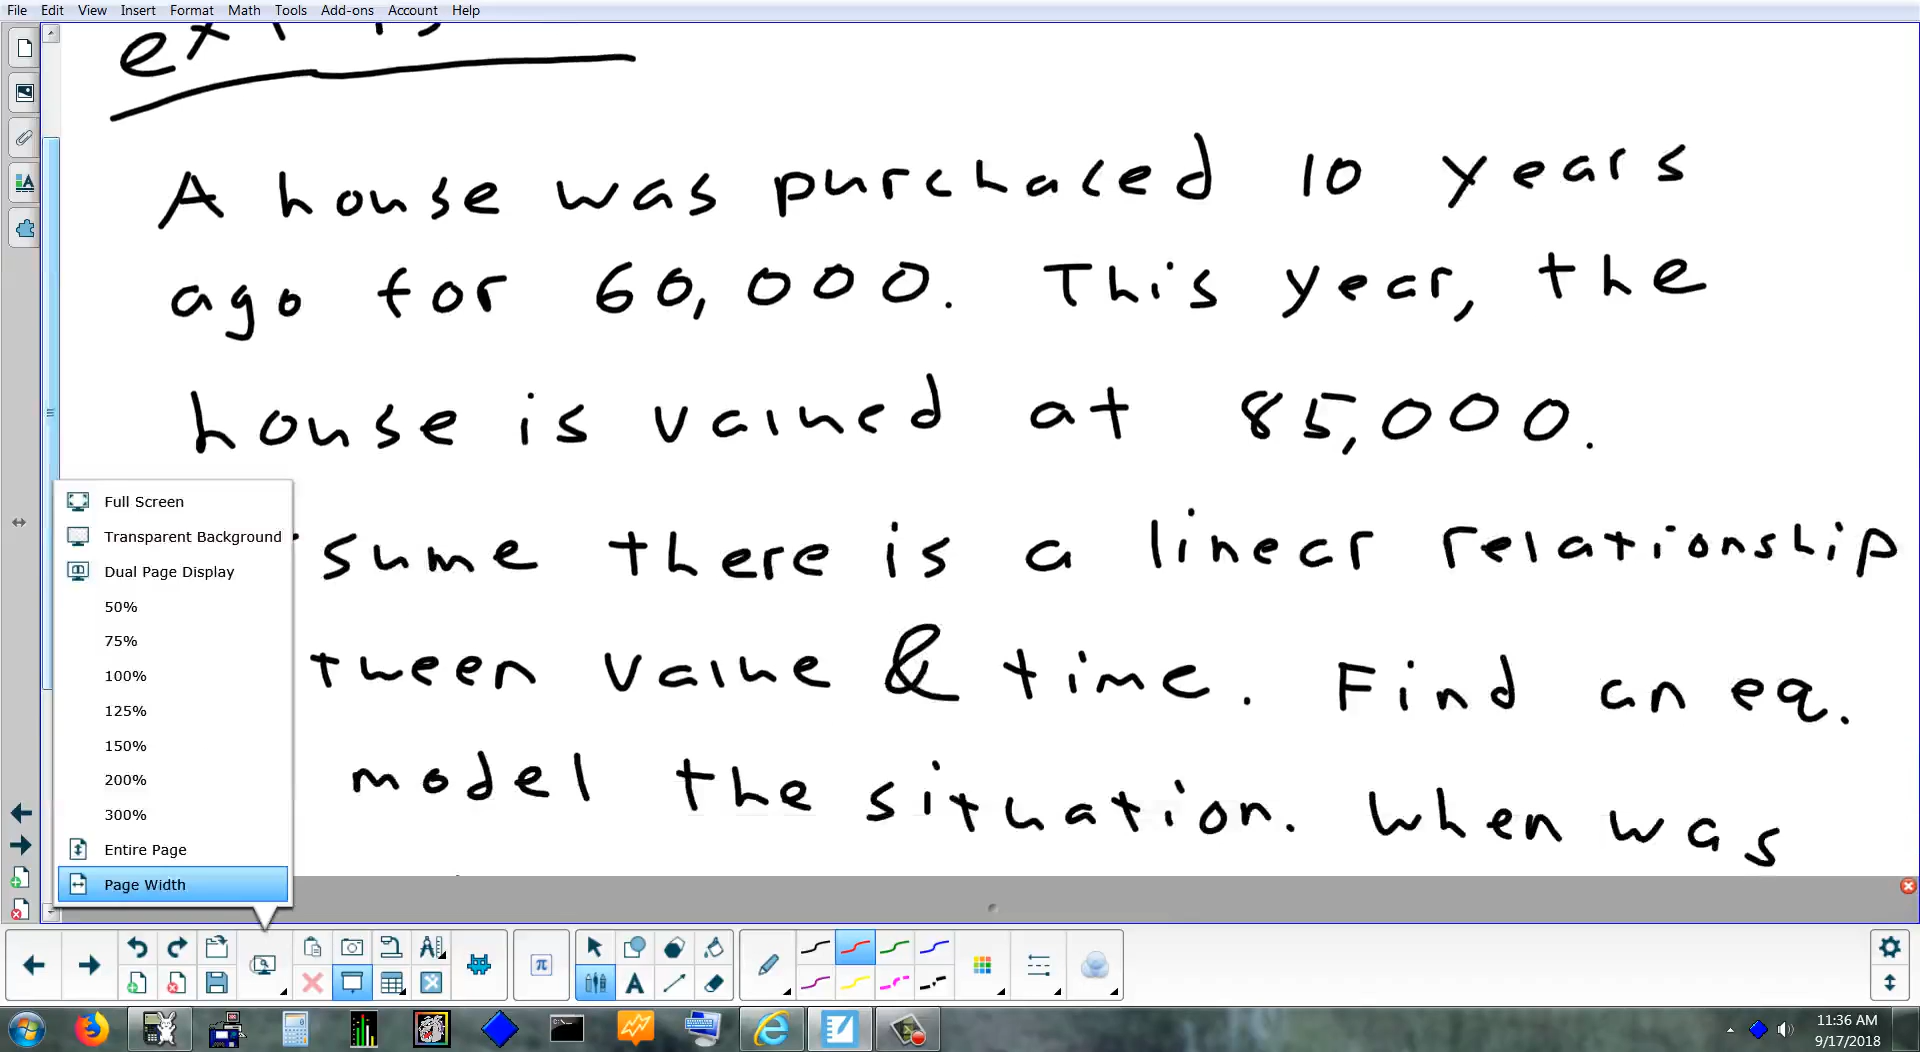 File Edit View Insert Format Math Tools Add-ons Account Help
A house was purchased 10 years
ago for 60,000. This year, the
house is valued at 85,000.
sume there is a linear relationship
tween value & time. Find an eq.
model the situation. When was
Full Screen
Transparent Background
Dual Page Display
50%
75%
100%
125%
150%
200%
300%
Entire Page
Page Width
π
A
11:36 AM
9/17/2018